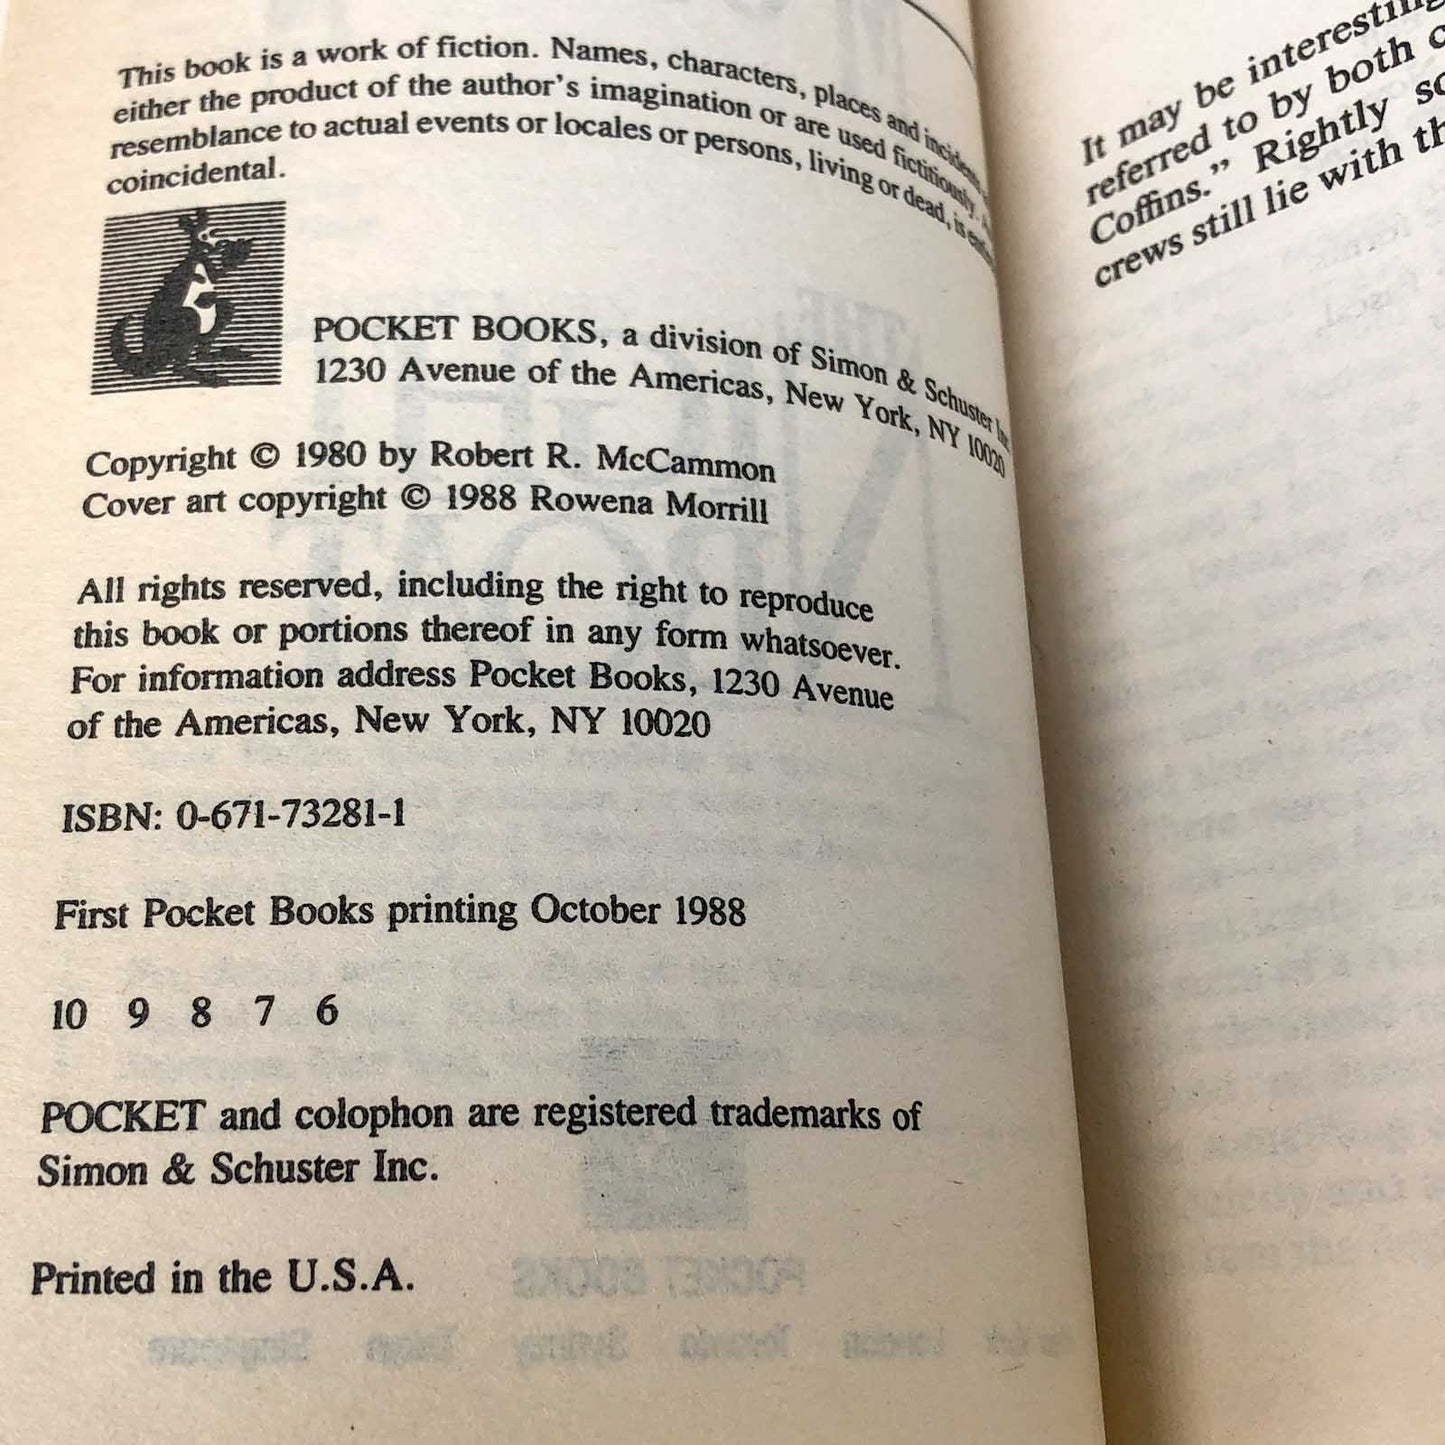 This book is a work of fiction. Names, characters, places and incidents
either the product of the author's imagination or are used fictitiously.
resemblance to actual events or locales or persons, living or dead, is
coincidental.
POCKET BOOKS, a division of Simon & Schuster Inc.
1230 Avenue of the Americas, New York, NY 10020
Copyright © 1980 by Robert R. McCammon
Cover art copyright © 1988 Rowena Morrill
All rights reserved, including the right to reproduce
this book or portions thereof in any form whatsoever.
For information address Pocket Books, 1230 Avenue
of the Americas, New York, NY 10020
ISBN: 0-671-73281-1
First Pocket Books printing October 1988
10 9 8 7 6
POCKET and colophon are registered trademarks of
Simon & Schuster Inc.
Printed in the U.S.A.
It may be interesting
referred to by both
Coffins.” Rightly
crews still lie with